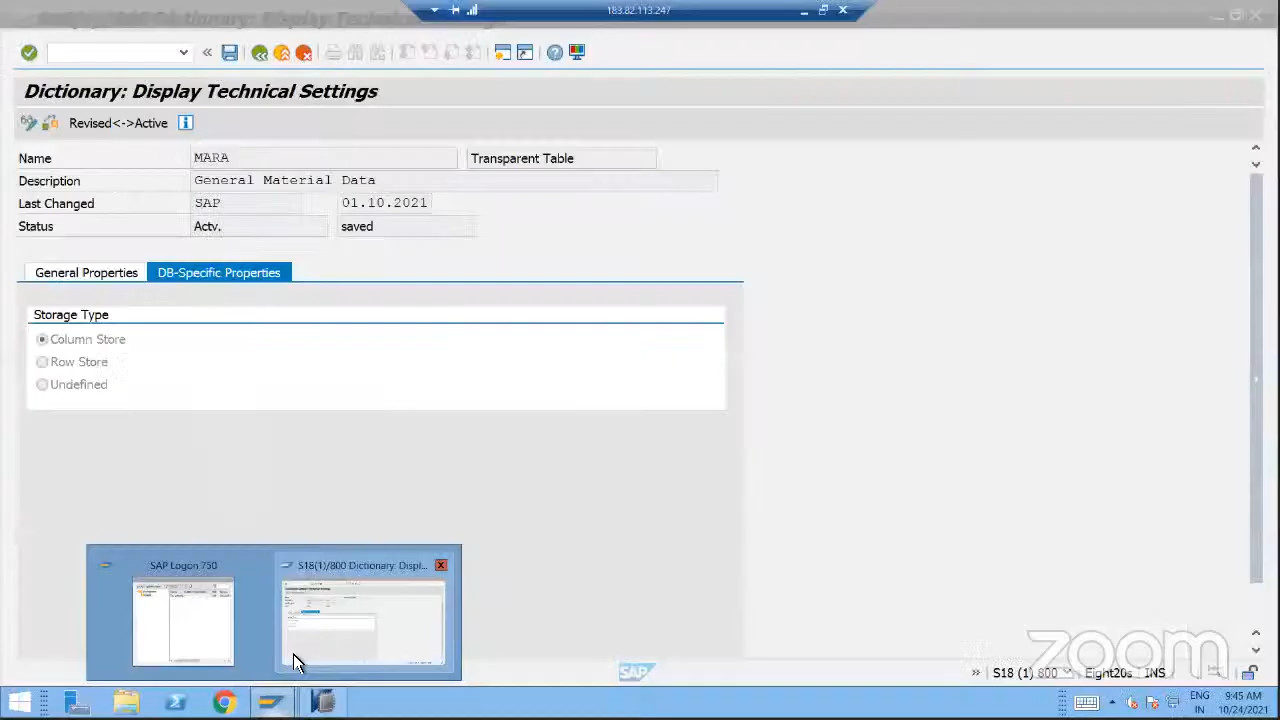 183.82.113.247
Dictionary: Display Technical Settings
Revised<->Active
Name MARA Transparent Table
Description General Material Data
Last Changed SAP 01.10.2021
Status Actv. saved
General Properties DB-Specific Properties
Storage Type
Column Store
Row Store
Undefined
SAP Logon 750 S18(1)/800 Dictionary: Displ...
zoom
SAP » S18 (1) 800 Eight20s INS
ENG 9:45 AM
IN 10/24/2021